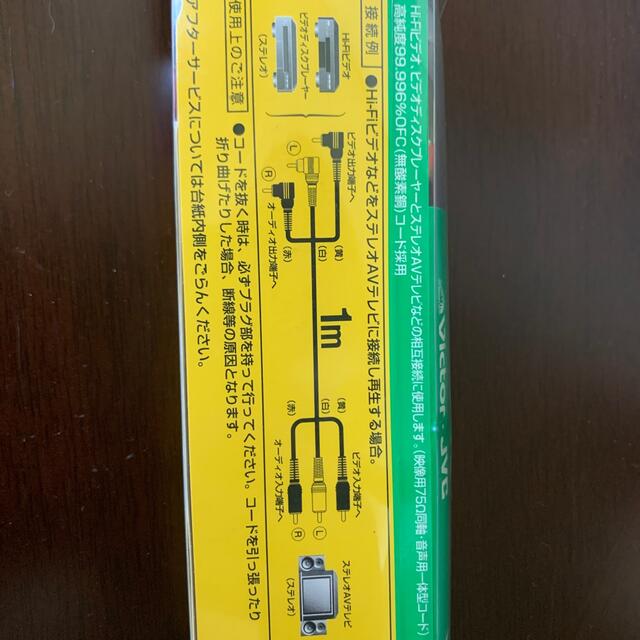 Victor JVC
Hi-Fiビデオ、ビデオディスクプレーヤーとステレオAVテレビなどの相互接続に使用します。(映像用75Ω同軸・音声用一体型コード)
高純度99.996%OFC(無酸素銅)コード採用
接続例
●Hi-Fiビデオなどをステレオ AVテレビに接続し再生する場合。
Hi-Fiビデオ
ビデオディスクプレーヤー
(ステレオ)
ビデオ出力端子へ
L
R
オーディオ出力端子へ
(黄)
(白)
(赤)
1m
(黄)
(白)
(赤)
ビデオ入力端子へ
L
R
オーディオ入力端子へ
ステレオAVテレビ
(ステレオ)
使用上のご注意
●コードを抜く時は、必ずプラグ部を持って行ってください。コードを引っ張ったり
折り曲げたりした場合、断線等の原因となります。
アフターサービスについては台紙内側をごらんください。